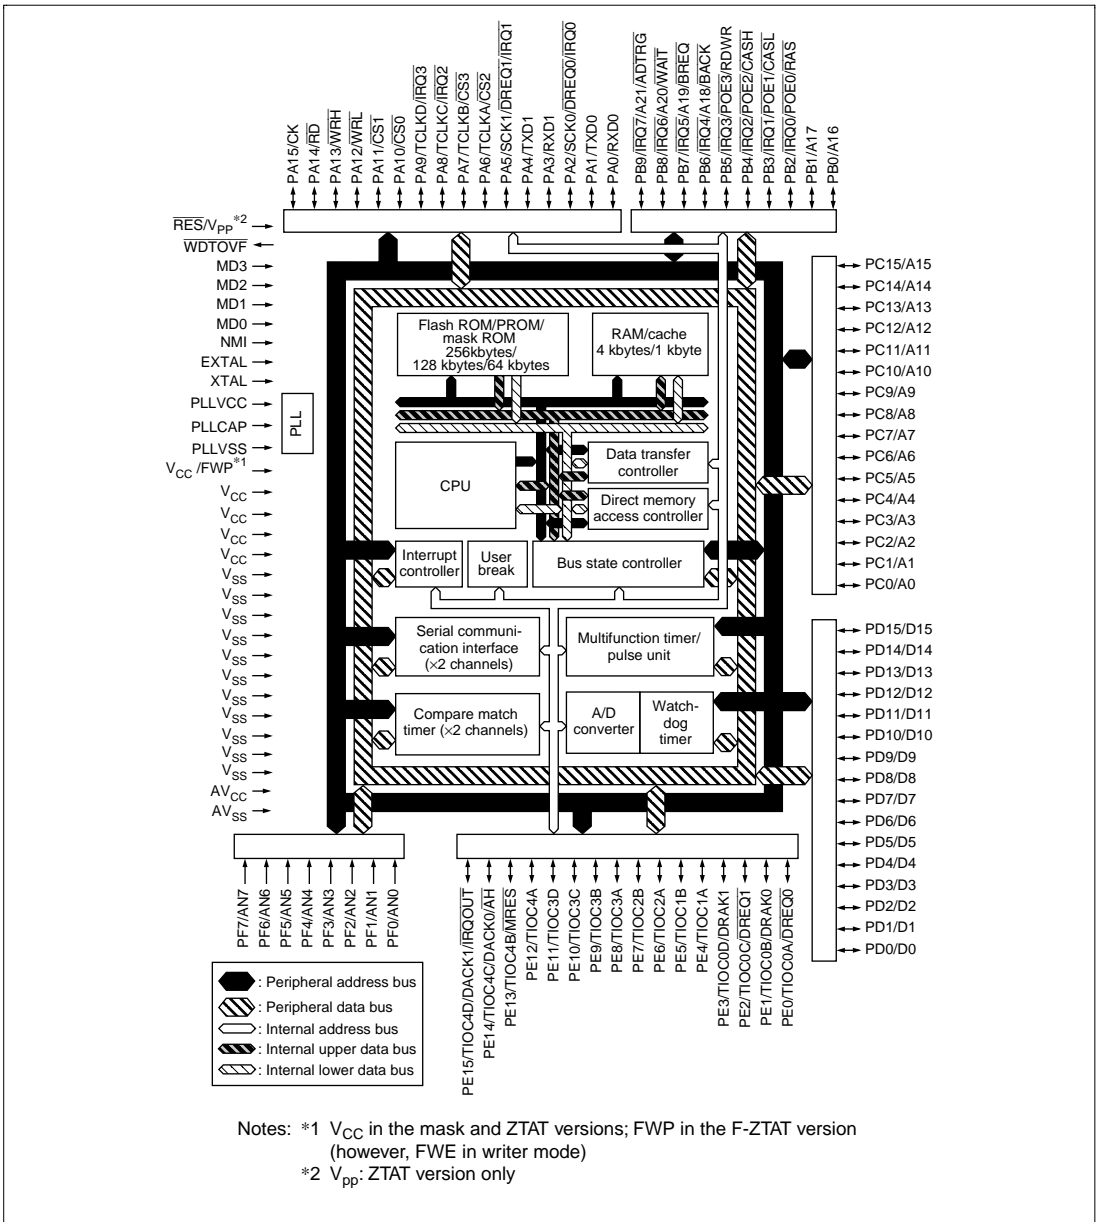 PA15/CK
PA14/RD
PA13/WRH
PA12/WRL
PA11/CS1
PA10/CS0
PA9/TCLKD/IRQ3
PA8/TCLKC/IRQ2
PA7/TCLKB/CS3
PA6/TCLKA/CS2
PA5/SCK1/DREQ1/IRQ1
PA4/TXD1
PA3/RXD1
PA2/SCK0/DREQ0/IRQ0
PA1/TXD0
PA0/RXD0
PB9/IRQ7/A21/ADTRG
PB8/IRQ6/A20/WAIT
PB7/IRQ5/A19/BREQ
PB6/IRQ4/A18/BACK
PB5/IRQ3/POE3/RDWR
PB4/IRQ2/POE2/CASH
PB3/IRQ1/POE1/CASL
PB2/IRQ0/POE0/RAS
PB1/A17
PB0/A16
RES/VPP*2
WDTOVF
MD3
MD2
MD1
MD0
NMI
EXTAL
XTAL
PLLVCC
PLLCAP
PLLVSS
VCC /FWP*1
VCC
VCC
VCC
VCC
VSS
VSS
VSS
VSS
VSS
VSS
VSS
VSS
VSS
VSS
VSS
AVCC
AVSS
PLL
Flash ROM/PROM/
mask ROM
256kbytes/
128 kbytes/64 kbytes
RAM/cache
4 kbytes/1 kbyte
CPU
Data transfer
controller
Direct memory
access controller
Interrupt
controller
User
break
Bus state controller
Serial communi-
cation interface
(×2 channels)
Multifunction timer/
pulse unit
Compare match
timer (×2 channels)
A/D
converter
Watch-
dog
timer
PC15/A15
PC14/A14
PC13/A13
PC12/A12
PC11/A11
PC10/A10
PC9/A9
PC8/A8
PC7/A7
PC6/A6
PC5/A5
PC4/A4
PC3/A3
PC2/A2
PC1/A1
PC0/A0
PD15/D15
PD14/D14
PD13/D13
PD12/D12
PD11/D11
PD10/D10
PD9/D9
PD8/D8
PD7/D7
PD6/D6
PD5/D5
PD4/D4
PD3/D3
PD2/D2
PD1/D1
PD0/D0
PF7/AN7
PF6/AN6
PF5/AN5
PF4/AN4
PF3/AN3
PF2/AN2
PF1/AN1
PF0/AN0
PE15/TIOC4D/DACK1/IRQOUT
PE14/TIOC4C/DACK0/AH
PE13/TIOC4B/MRES
PE12/TIOC4A
PE11/TIOC3D
PE10/TIOC3C
PE9/TIOC3B
PE8/TIOC3A
PE7/TIOC2B
PE6/TIOC2A
PE5/TIOC1B
PE4/TIOC1A
PE3/TIOC0D/DRAK1
PE2/TIOC0C/DREQ1
PE1/TIOC0B/DRAK0
PE0/TIOC0A/DREQ0
: Peripheral address bus
: Peripheral data bus
: Internal address bus
: Internal upper data bus
: Internal lower data bus
Notes: *1 VCC in the mask and ZTAT versions; FWP in the F-ZTAT version
(however, FWE in writer mode)
*2 Vpp: ZTAT version only